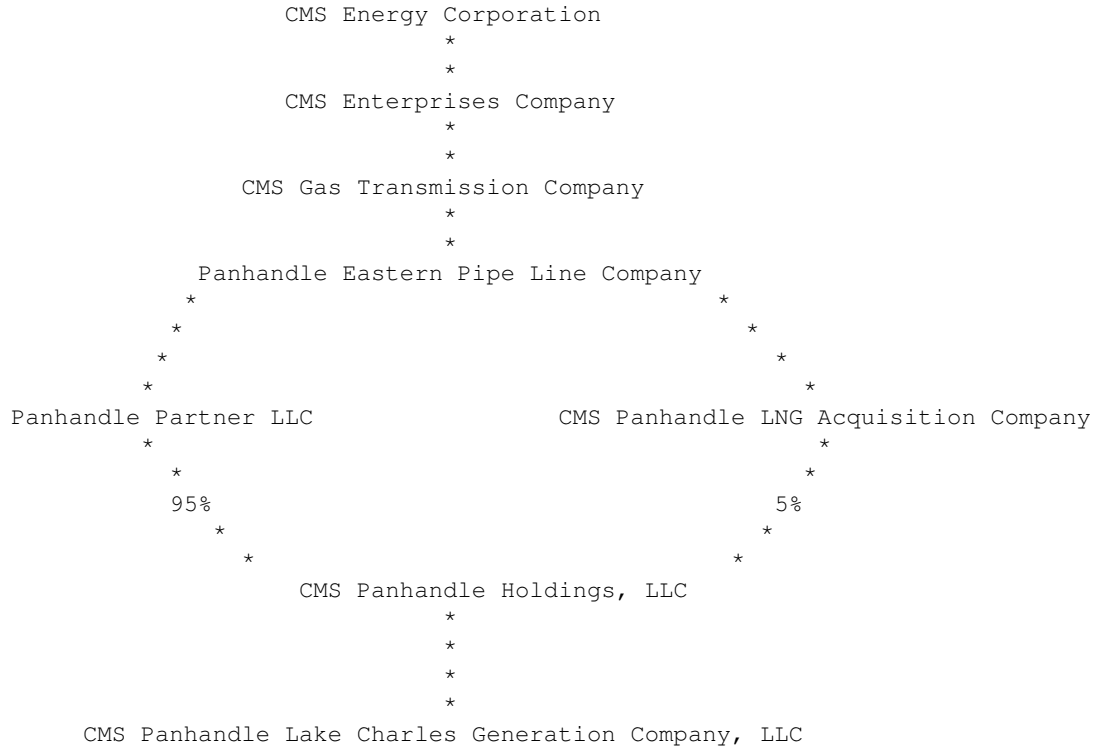 CMS Energy Corporation
*
*
CMS Enterprises Company
*
*
CMS Gas Transmission Company
*
*
Panhandle Eastern Pipe Line Company
* *
* *
* *
* *
Panhandle Partner LLC CMS Panhandle LNG Acquisition Company
* *
* *
95% 5%
* *
* *
CMS Panhandle Holdings, LLC
*
*
*
*
CMS Panhandle Lake Charles Generation Company, LLC